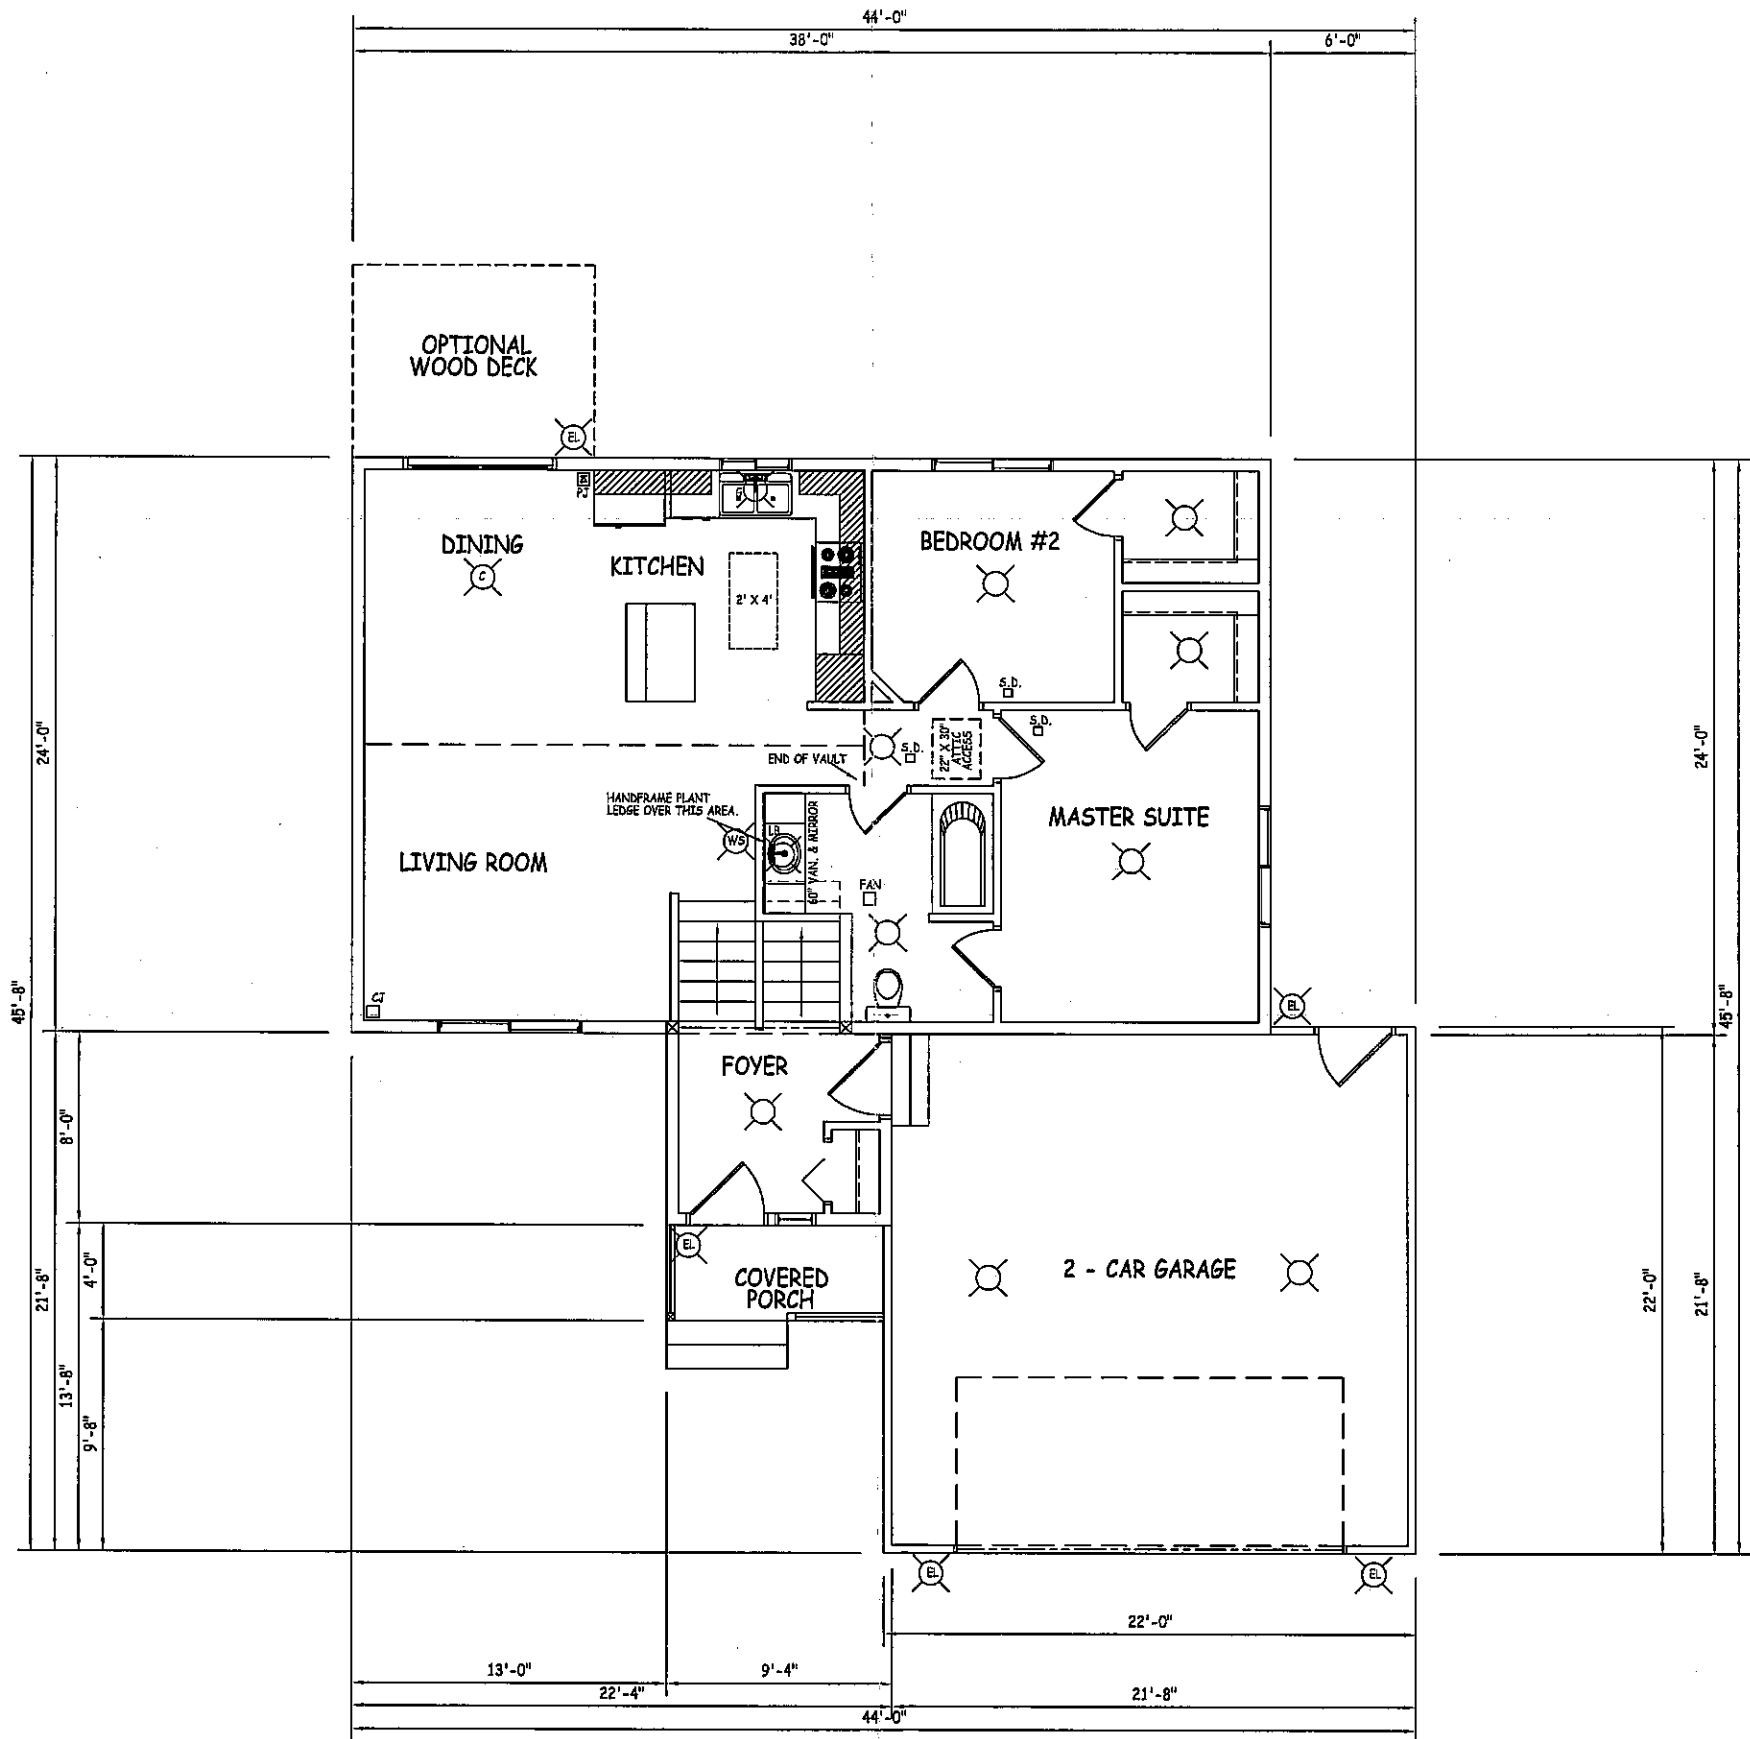 44'-0"
38'-0"
6'-0"
OPTIONAL
WOOD DECK
EL
PJ
G
DINING
C
KITCHEN
2' X 4'
BEDROOM #2
S.D.
S.D.
S.D.
22" X 30"
ATTIC
ACCESS
END OF VAULT
HANDFRAME PLANT
LEDGE OVER THIS AREA.
WS
LB
60" VAN. & MIRROR
FAN
MASTER SUITE
LIVING ROOM
CJ
EL
24'-0"
24'-0"
45'-8"
45'-8"
FOYER
8'-0"
EL
COVERED
PORCH
2 - CAR GARAGE
4'-0"
21'-8"
13'-8"
9'-8"
22'-0"
21'-8"
EL
EL
22'-0"
13'-0"
9'-4"
22'-4"
21'-8"
44'-0"